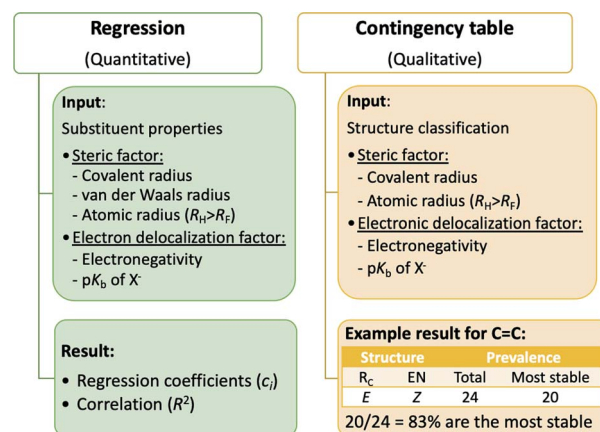 Regression
(Quantitative)
Input:
Substituent properties
• Steric factor:
- Covalent radius
- van der Waals radius
- Atomic radius (RH>RF)
• Electron delocalization factor:
- Electronegativity
- pKb of X-
Result:
• Regression coefficients (ci)
• Correlation (R²)
Contingency table
(Qualitative)
Input:
Structure classification
• Steric factor:
- Covalent radius
- Atomic radius (RH>RF)
• Electronic delocalization factor:
- Electronegativity
- pKb of X-
Example result for C=C:
Structure Prevalence
RC EN Total Most stable
E Z 24 20
20/24 = 83% are the most stable